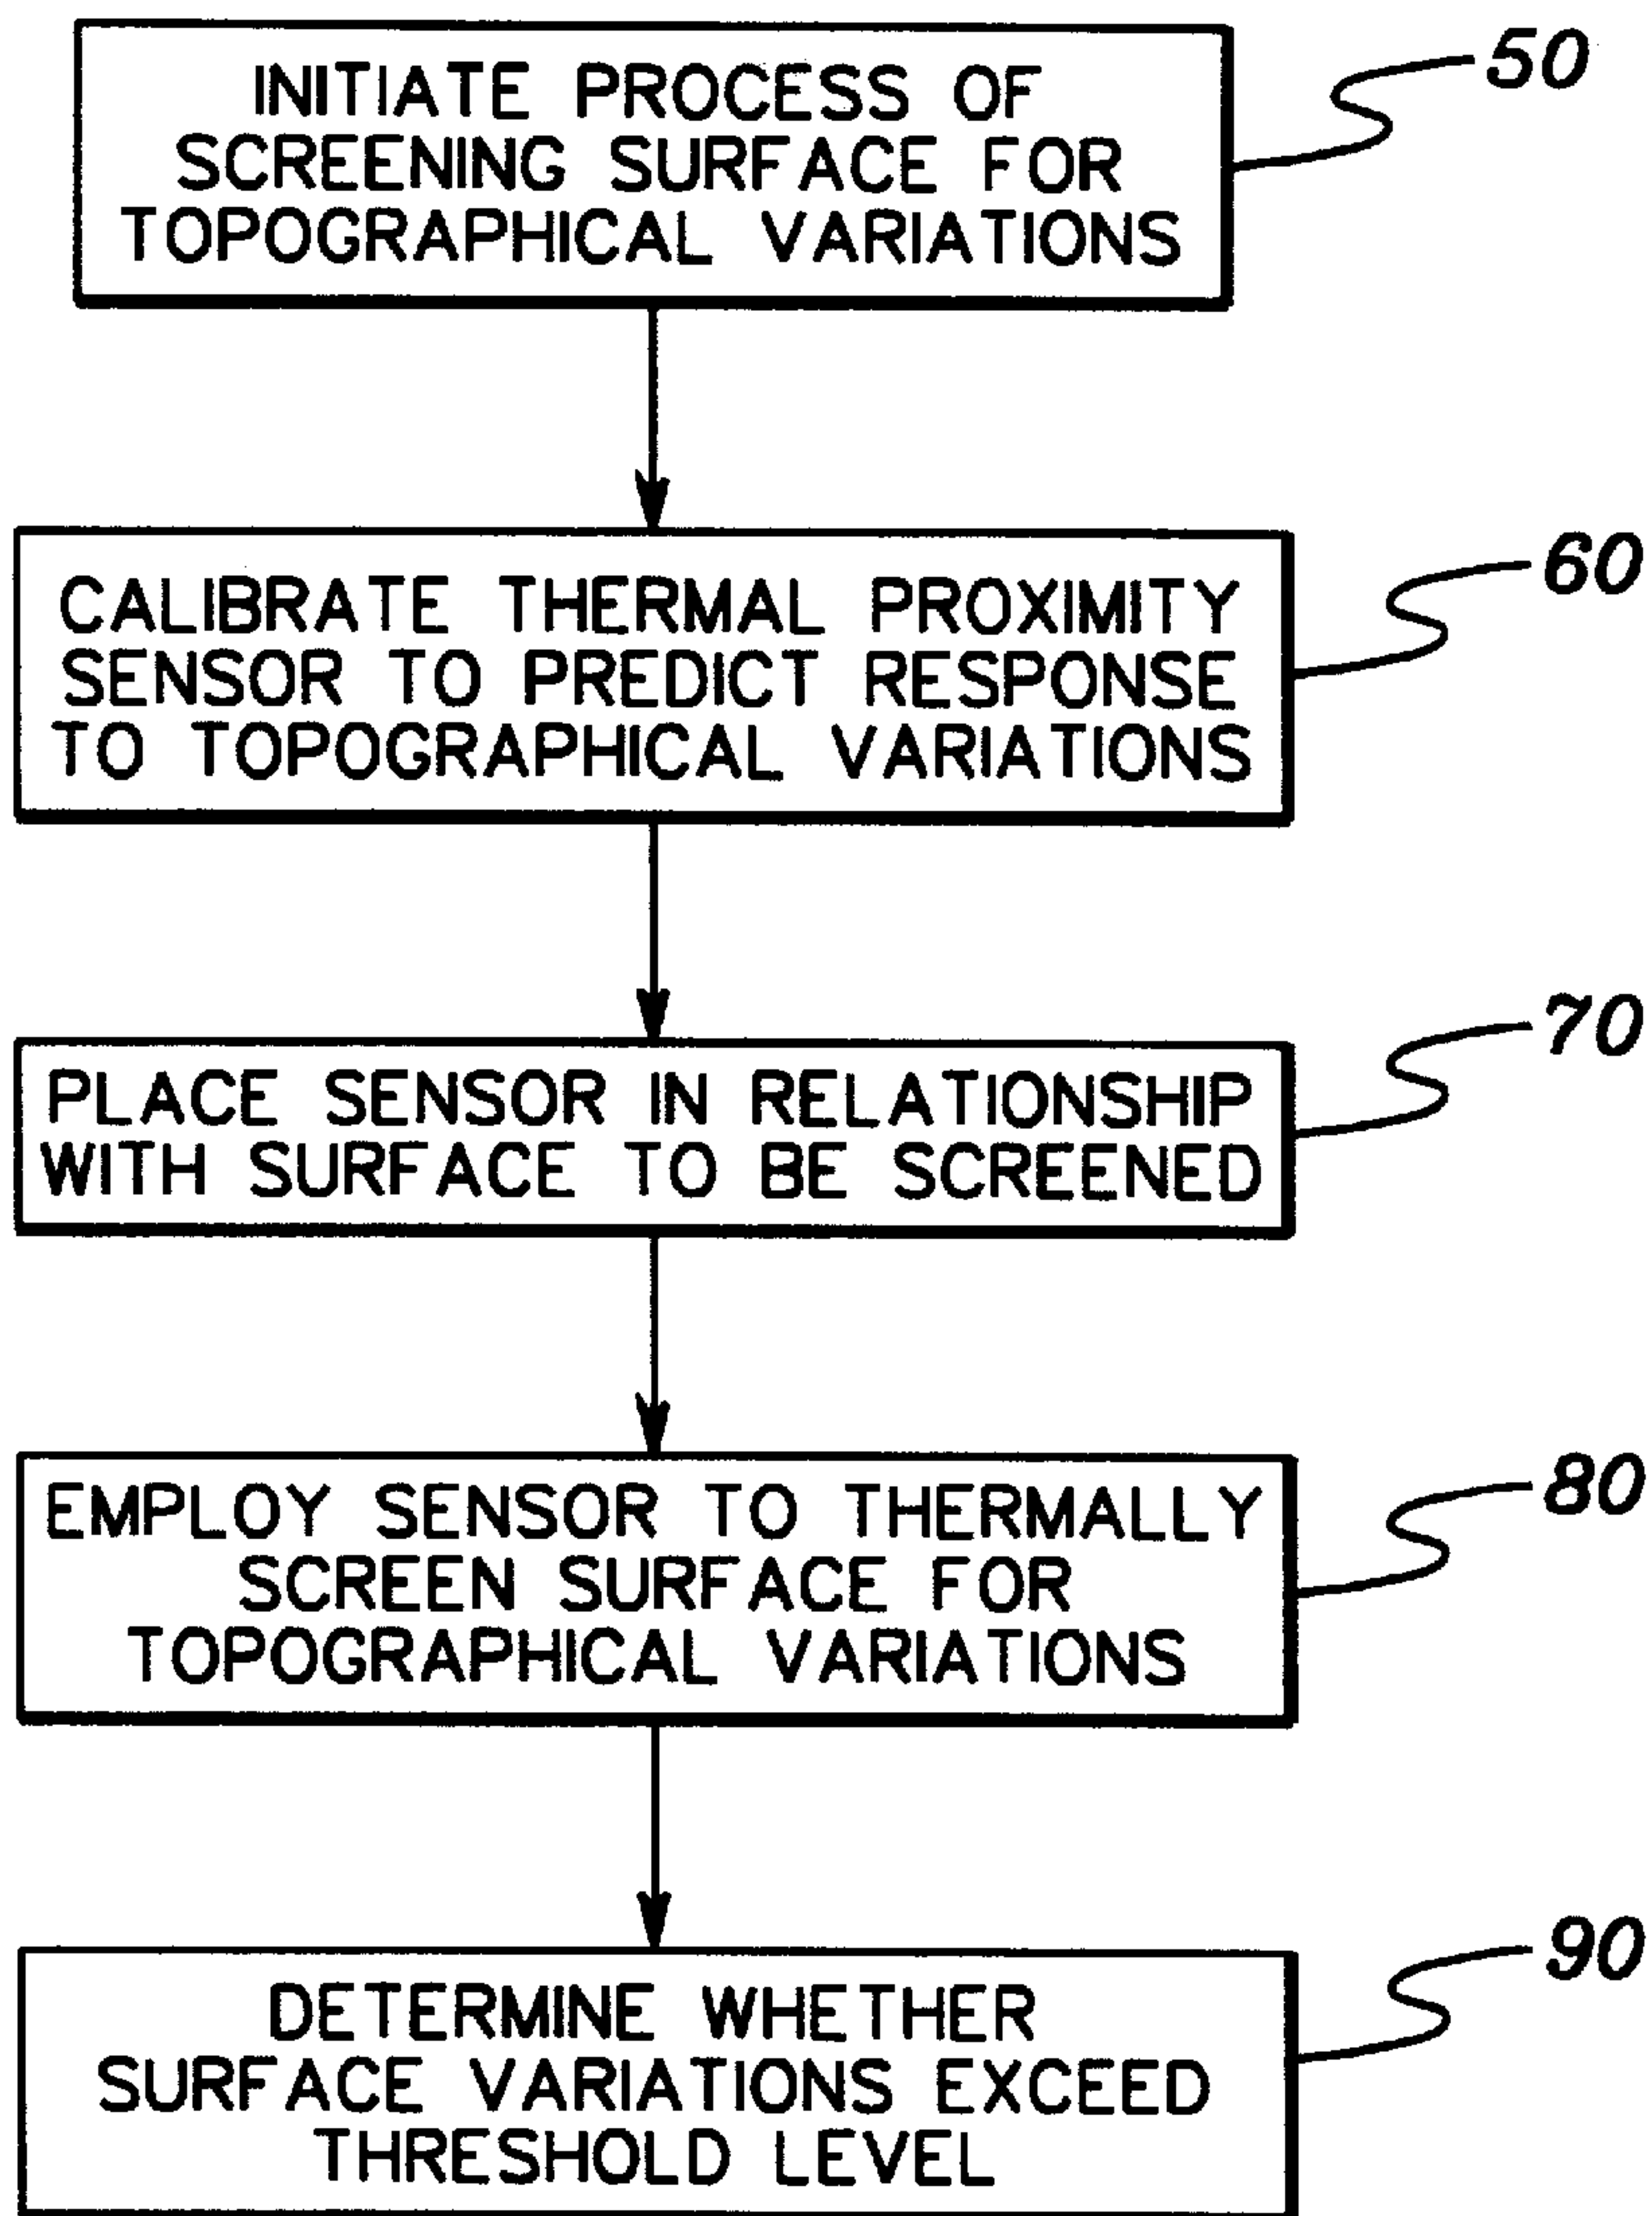 INITIATE PROCESS OF
SCREENING SURFACE FOR
TOPOGRAPHICAL VARIATIONS
50
CALIBRATE THERMAL PROXIMITY
SENSOR TO PREDICT RESPONSE
TO TOPOGRAPHICAL VARIATIONS
60
PLACE SENSOR IN RELATIONSHIP
WITH SURFACE TO BE SCREENED
70
EMPLOY SENSOR TO THERMALLY
SCREEN SURFACE FOR
TOPOGRAPHICAL VARIATIONS
80
DETERMINE WHETHER
SURFACE VARIATIONS EXCEED
THRESHOLD LEVEL
90